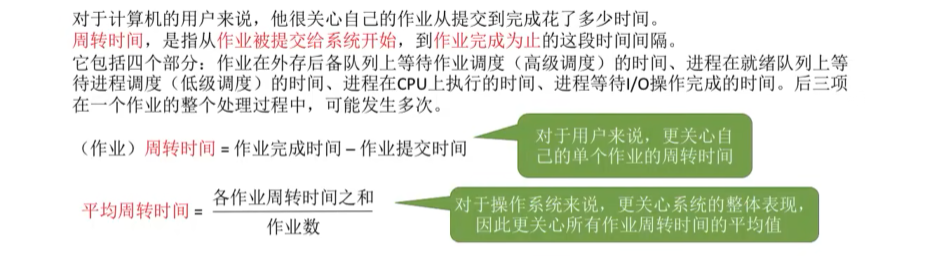 对于计算机的用户来说，他很关心自己的作业从提交到完成花了多少时间。
周转时间，是指从作业被提交给系统开始，到作业完成为止的这段时间间隔。
它包括四个部分：作业在外存后备队列上等待作业调度（高级调度）的时间、进程在就绪队列上等
待进程调度（低级调度）的时间、进程在CPU上执行的时间、进程等待I/O操作完成的时间。后三项
在一个作业的整个处理过程中，可能发生多次。
（作业）周转时间 = 作业完成时间 – 作业提交时间
对于用户来说，更关心自
己的单个作业的周转时间
平均周转时间 =
各作业周转时间之和
作业数
对于操作系统来说，更关心系统的整体表现，
因此更关心所有作业周转时间的平均值